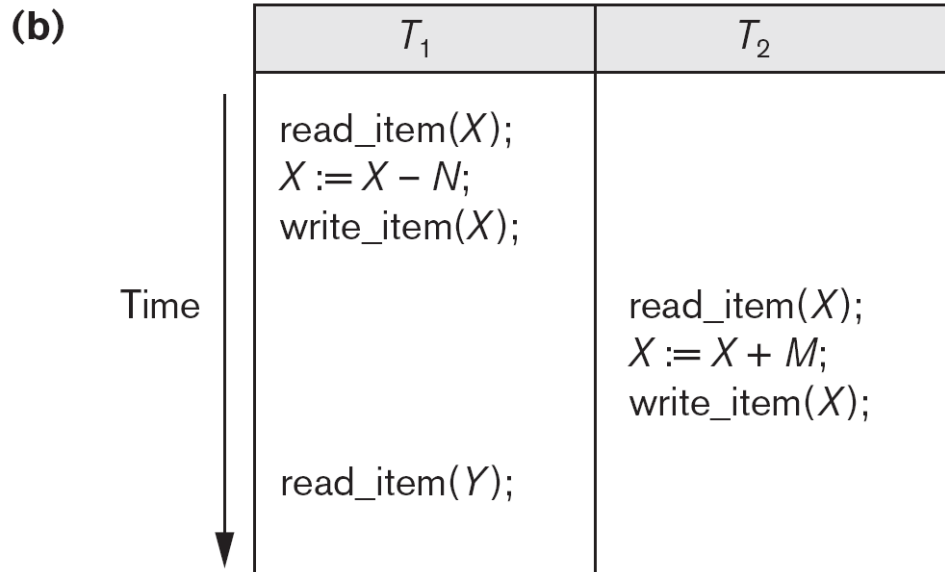 (b)
T₁ T₂
read_item(X);
X := X – N;
write_item(X);
Time
read_item(X);
X := X + M;
write_item(X);
read_item(Y);